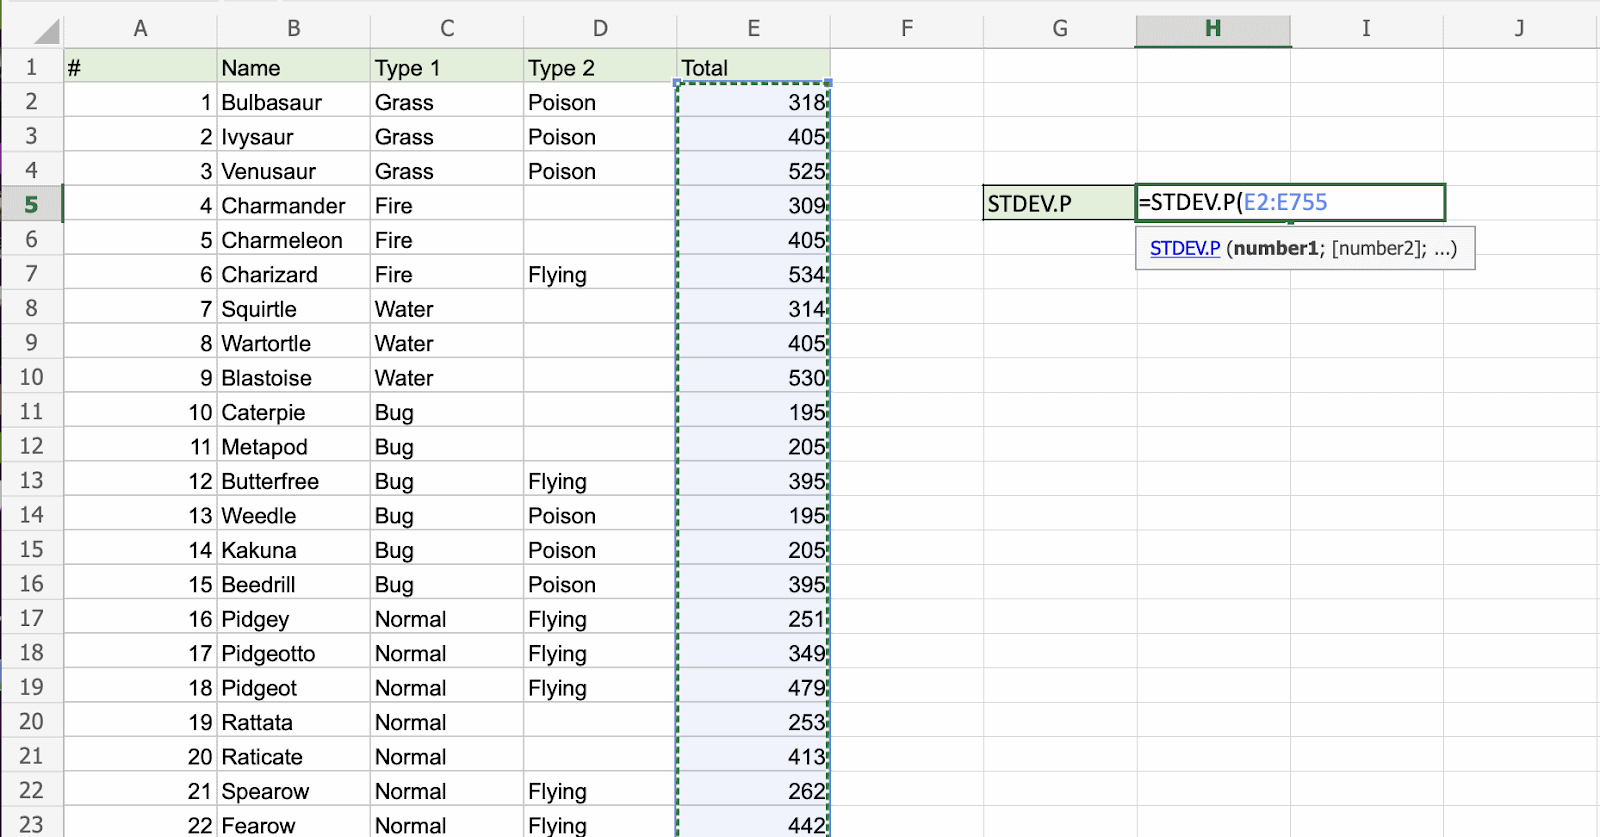 A B C D E F G H I J
1 # Name Type 1 Type 2 Total
2 1 Bulbasaur Grass Poison 318
3 2 Ivysaur Grass Poison 405
4 3 Venusaur Grass Poison 525
5 4 Charmander Fire 309 STDEV.P =STDEV.P(E2:E755
6 5 Charmeleon Fire 405 STDEV.P (number1; [number2]; ...)
7 6 Charizard Fire Flying 534
8 7 Squirtle Water 314
9 8 Wartortle Water 405
10 9 Blastoise Water 530
11 10 Caterpie Bug 195
12 11 Metapod Bug 205
13 12 Butterfree Bug Flying 395
14 13 Weedle Bug Poison 195
15 14 Kakuna Bug Poison 205
16 15 Beedrill Bug Poison 395
17 16 Pidgey Normal Flying 251
18 17 Pidgeotto Normal Flying 349
19 18 Pidgeot Normal Flying 479
20 19 Rattata Normal 253
21 20 Raticate Normal 413
22 21 Spearow Normal Flying 262
23 22 Fearow Normal Flying 442